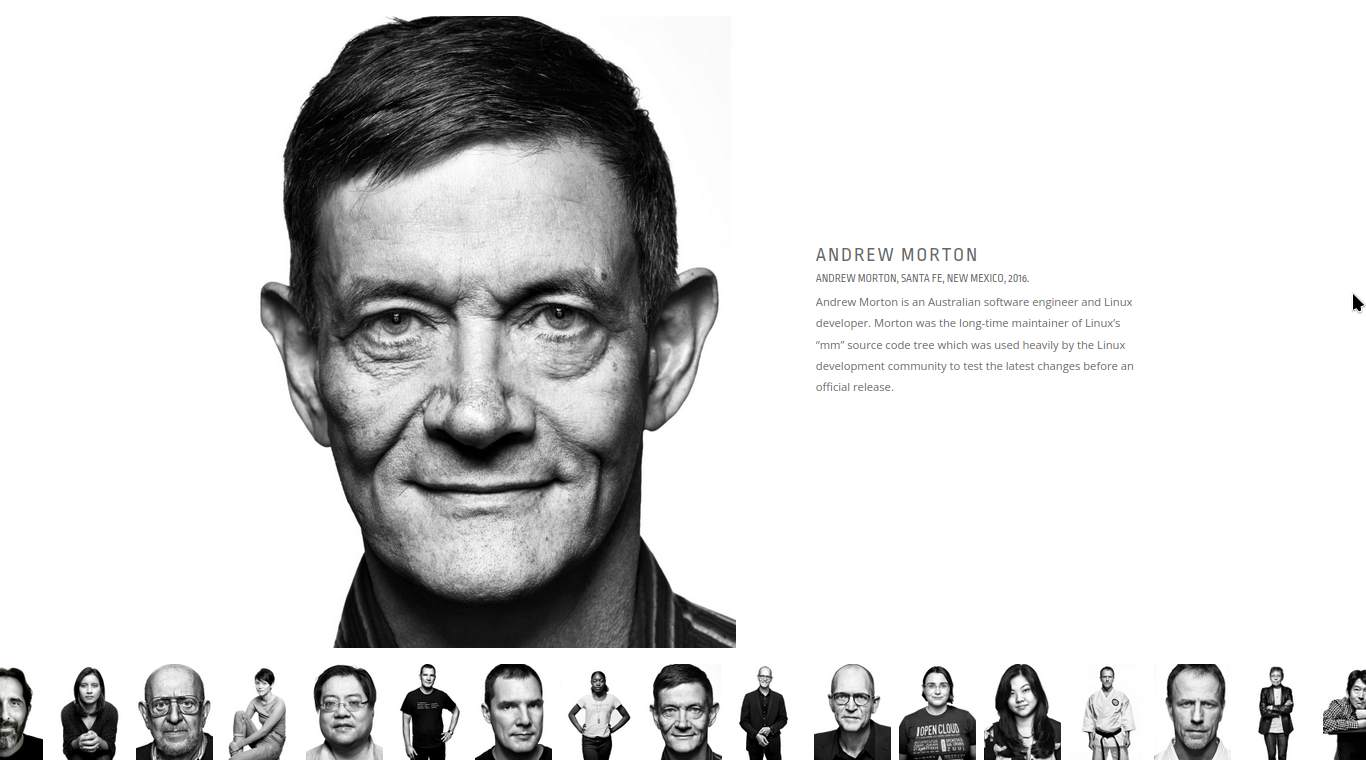 ANDREW MORTON
ANDREW MORTON, SANTA FE, NEW MEXICO, 2016.
Andrew Morton is an Australian software engineer and Linux
developer. Morton was the long-time maintainer of Linux’s
“mm” source code tree which was used heavily by the Linux
development community to test the latest changes before an
official release.
OPEN CLOUD